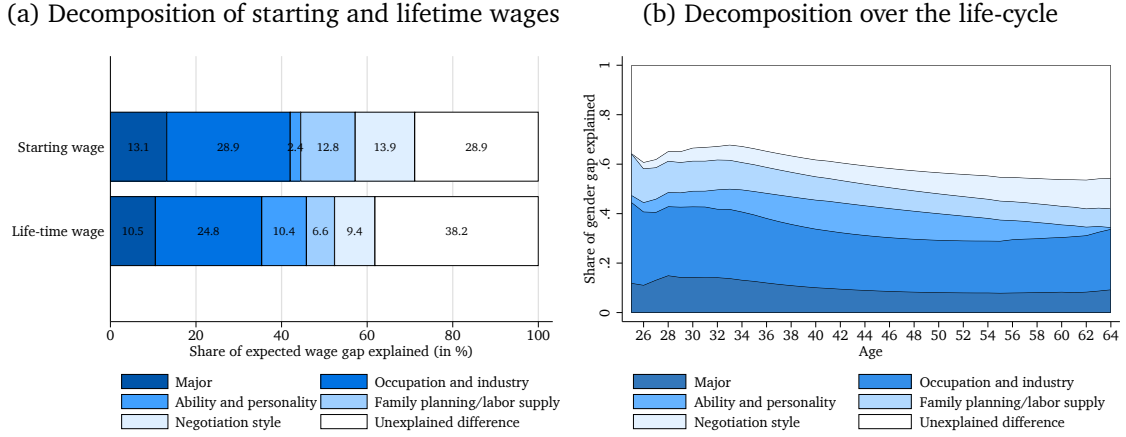 (a) Decomposition of starting and lifetime wages
Starting wage
13.1 28.9 2.4 12.8 13.9 28.9
Life-time wage
10.5 24.8 10.4 6.6 9.4 38.2
0 20 40 60 80 100
Share of expected wage gap explained (in %)
Major Occupation and industry
Ability and personality Family planning/labor supply
Negotiation style Unexplained difference
(b) Decomposition over the life-cycle
Share of gender gap explained
1
.8
.6
.4
.2
0
26 28 30 32 34 36 38 40 42 44 46 48 50 52 54 56 58 60 62 64
Age
Major Occupation and industry
Ability and personality Family planning/labor supply
Negotiation style Unexplained difference